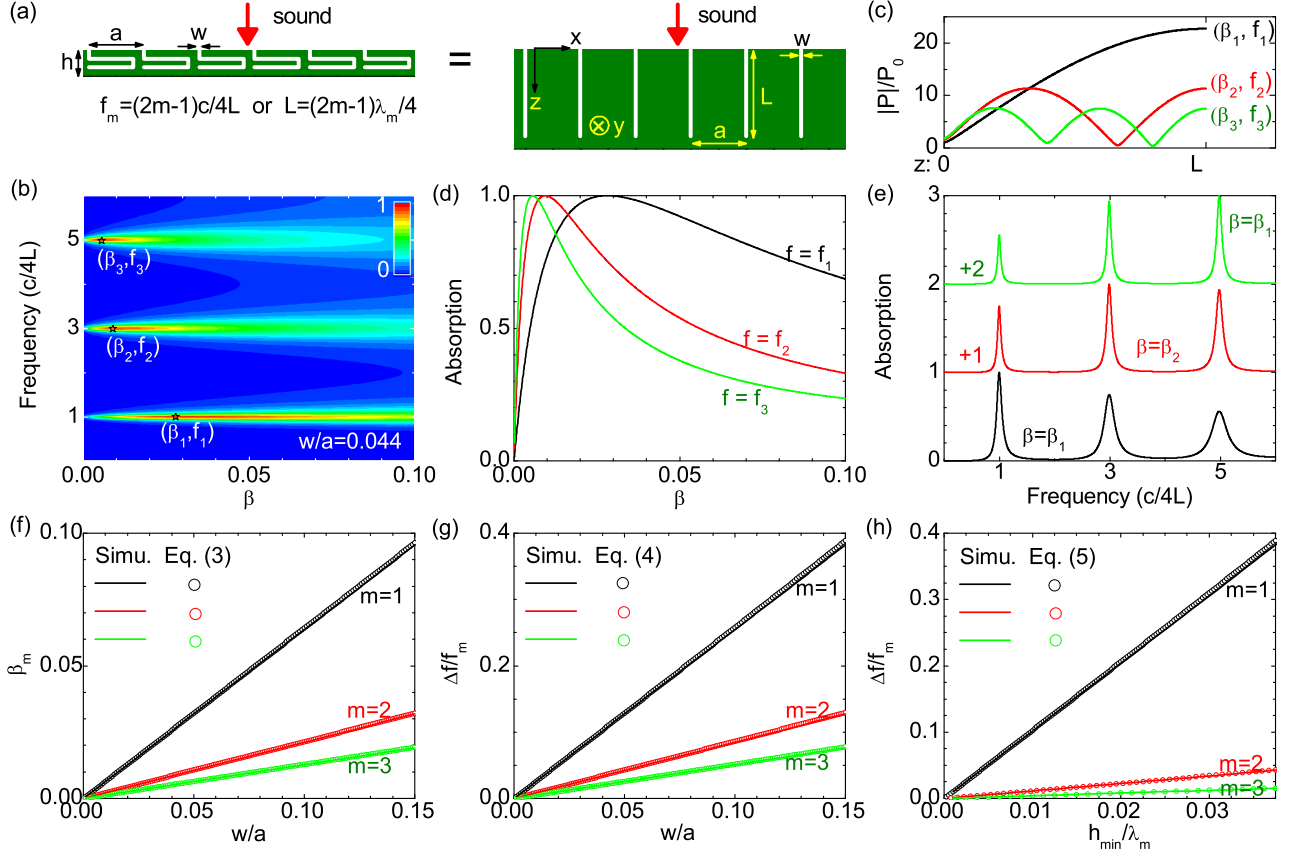 (a)
sound
a
w
h
=
f_m=(2m-1)c/4L or L=(2m-1)λ_m/4
sound
x
w
z
L
y
a
(c)
|P|/P_0
20
10
0
z: 0
L
(β_1, f_1)
(β_2, f_2)
(β_3, f_3)
(b)
Frequency (c/4L)
5
3
1
1
0
(β_3,f_3)
(β_2,f_2)
(β_1,f_1)
w/a=0.044
0.00
0.05
0.10
β
(d)
Absorption
1.0
0.5
0.0
f = f_1
f = f_2
f = f_3
0.00
0.05
0.10
β
(e)
Absorption
3
2
1
0
β=β_1
+2
+1
β=β_2
β=β_1
1
3
5
Frequency (c/4L)
(f)
β_m
0.10
0.05
0.00
Simu. Eq. (3)
m=1
m=2
m=3
0.00
0.05
0.10
0.15
w/a
(g)
Δf/f_m
0.4
0.2
0.0
Simu. Eq. (4)
m=1
m=2
m=3
0.00
0.05
0.10
0.15
w/a
(h)
Δf/f_m
0.4
0.3
0.2
0.1
0.0
Simu. Eq. (5)
m=1
m=2
m=3
0.00
0.01
0.02
0.03
h_min/λ_m